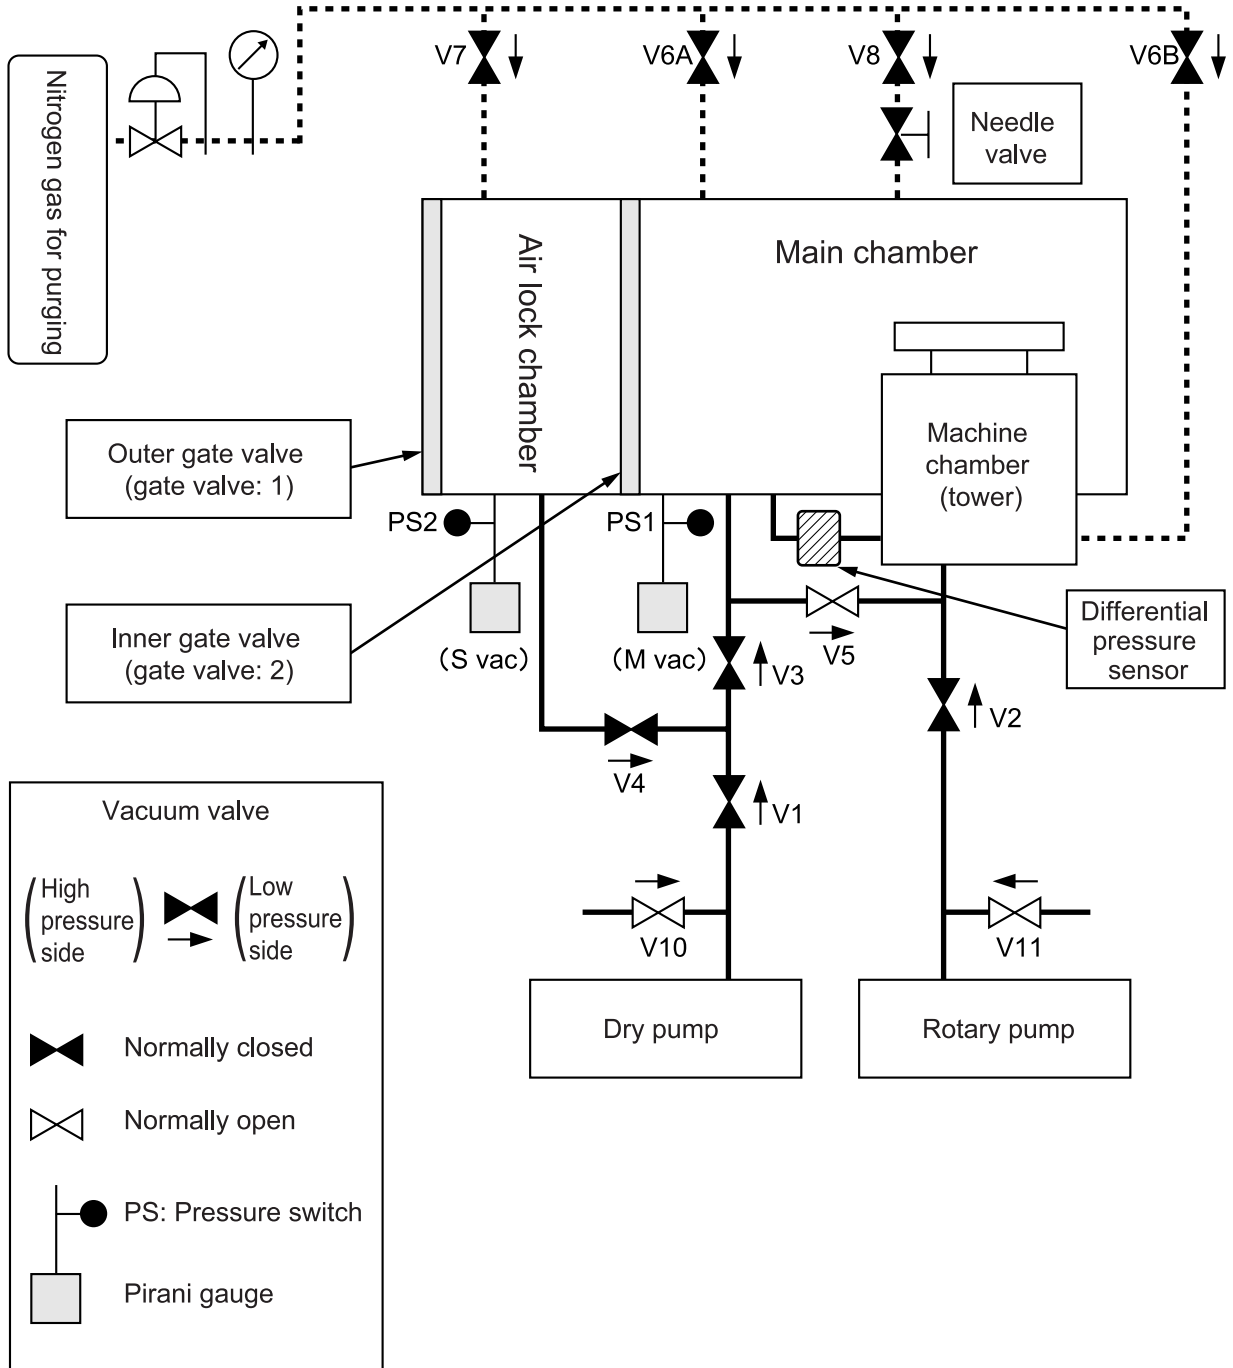 V7
V6A
V8
V6B
Nitrogen gas for purging
Needle
valve
Air lock chamber
Main chamber
Machine
chamber
(tower)
Outer gate valve
(gate valve: 1)
PS2
PS1
Inner gate valve
(gate valve: 2)
(S vac)
(M vac)
V5
Differential
pressure
sensor
V3
V2
V4
V1
Vacuum valve
(High
pressure
side)
(Low
pressure
side)
V10
V11
Dry pump
Rotary pump
Normally closed
Normally open
PS: Pressure switch
Pirani gauge